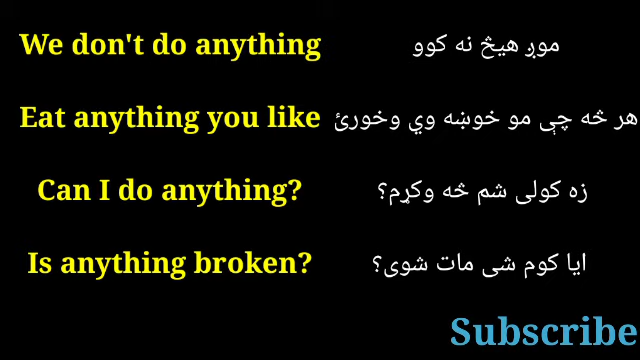 We don't do anything موږ هیڅ نه کوو
Eat anything you like هر څه چې مو خوښه وي وخورئ
Can I do anything? زه کولی شم څه وکړم؟
Is anything broken? ایا کوم شی مات شوی؟
Subscribe